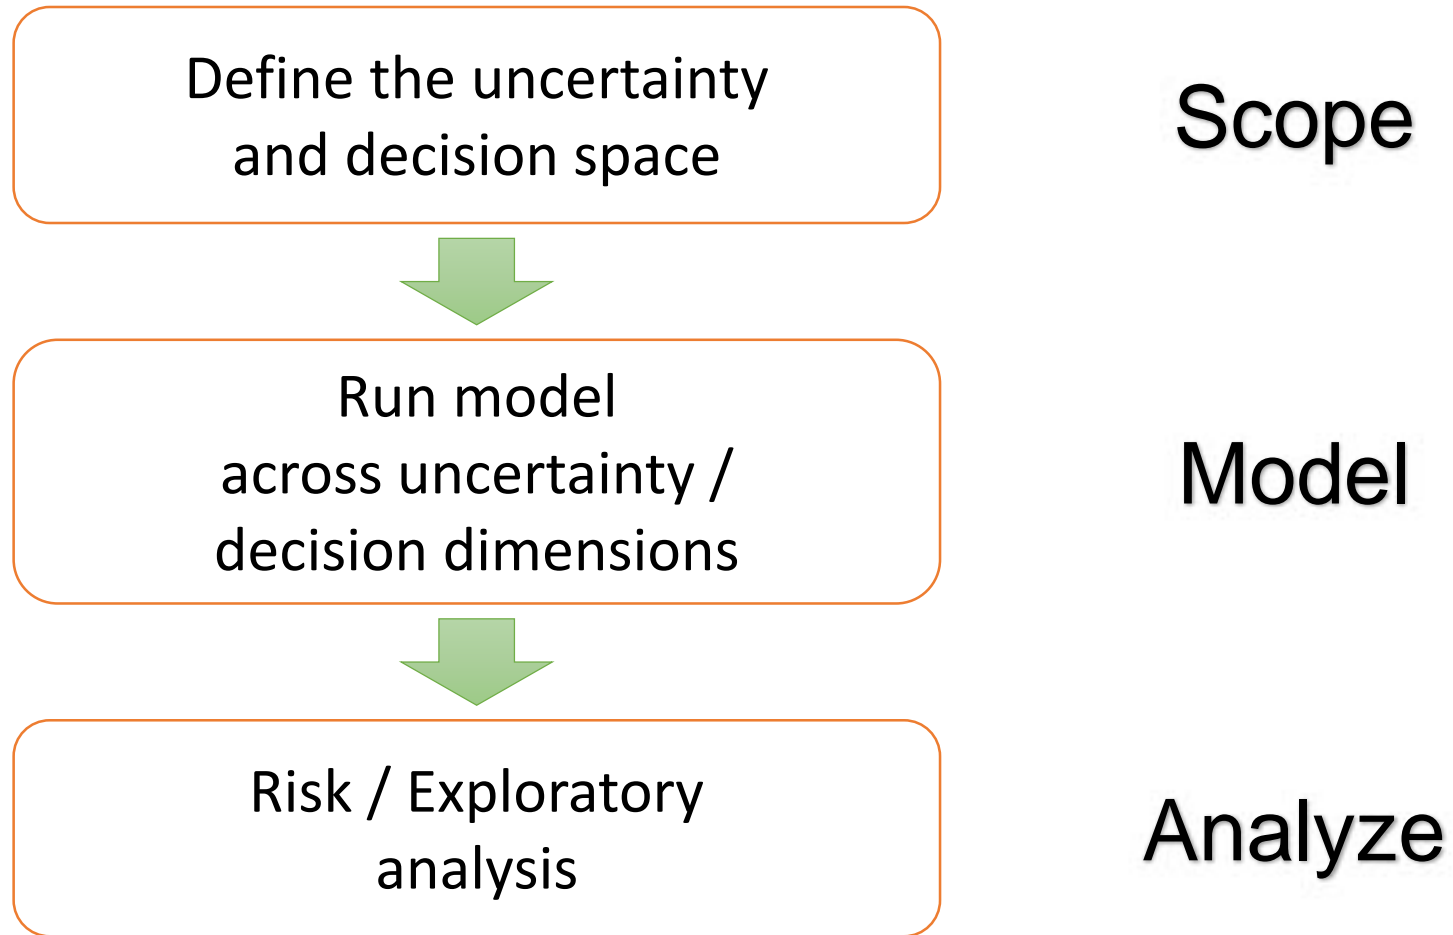 Define the uncertainty
and decision space
Scope
Run model
across uncertainty /
decision dimensions
Model
Risk / Exploratory
analysis
Analyze